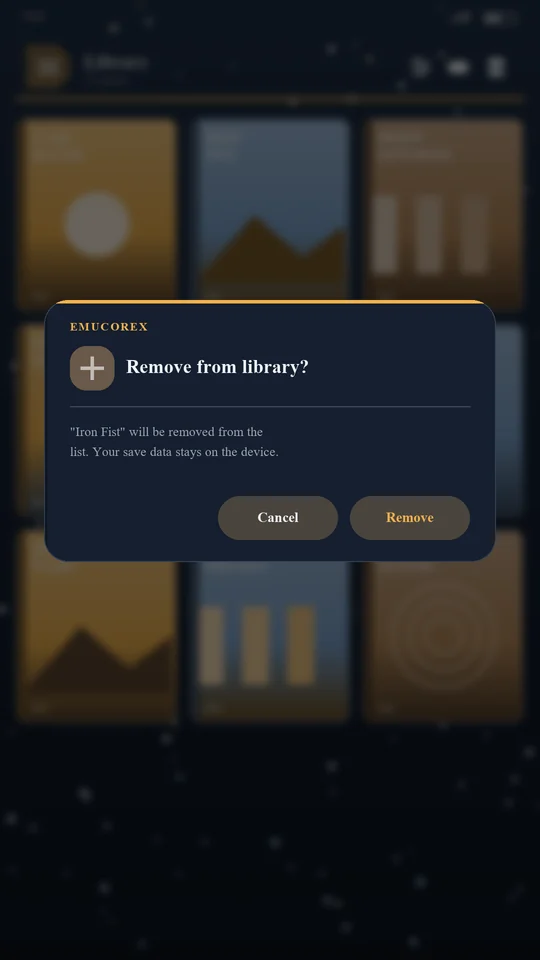 EMUCOREX
Remove from library?
"Iron Fist" will be removed from the
list. Your save data stays on the device.
Cancel
Remove